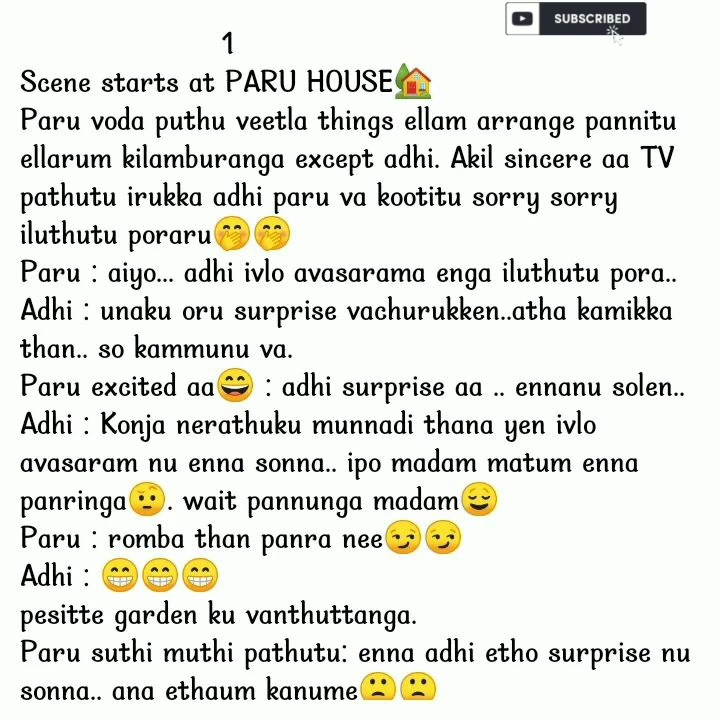 SUBSCRIBED
1
Scene starts at PARU HOUSE🏡
Paru voda puthu veetla things ellam arrange pannitu
ellarum kilamburanga except adhi. Akil sincere aa TV
pathutu irukka adhi paru va kootitu sorry sorry
iluthutu poraru🤭🤭
Paru : aiyo... adhi ivlo avasarama enga iluthutu pora..
Adhi : unaku oru surprise vachurukken..atha kamikka
than.. so kammunu va.
Paru excited aa😄 : adhi surprise aa .. ennanu solen..
Adhi : Konja nerathuku munnadi thana yen ivlo
avasaram nu enna sonna.. ipo madam matum enna
panringa🤨. wait pannunga madam😌
Paru : romba than panra nee😏😏
Adhi : 😁😁😁
pesitte garden ku vanthuttanga.
Paru suthi muthi pathutu: enna adhi etho surprise nu
sonna.. ana ethaum kanume🙁🙁